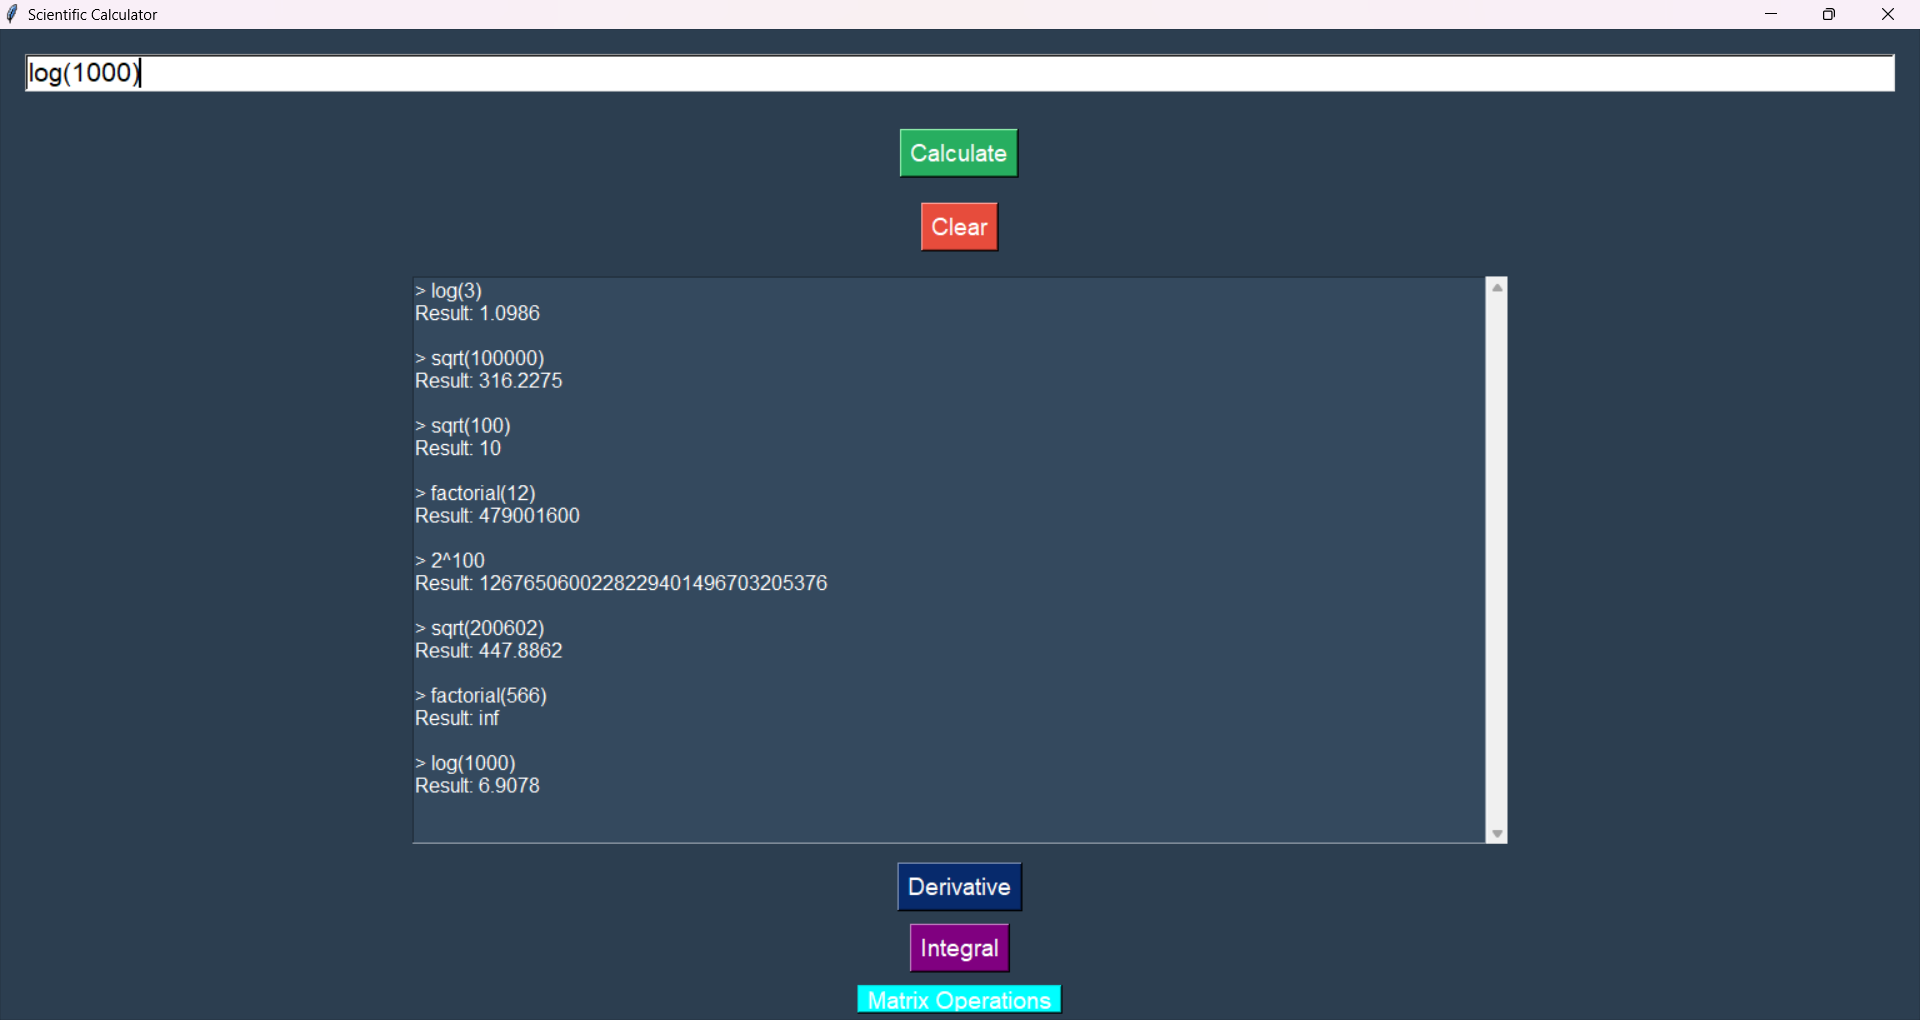 Scientific Calculator
log(1000)
Calculate
Clear
> log(3)
Result: 1.0986
> sqrt(100000)
Result: 316.2275
> sqrt(100)
Result: 10
> factorial(12)
Result: 479001600
> 2^100
Result: 1267650600228229401496703205376
> sqrt(200602)
Result: 447.8862
> factorial(566)
Result: inf
> log(1000)
Result: 6.9078
Derivative
Integral
Matrix Operations